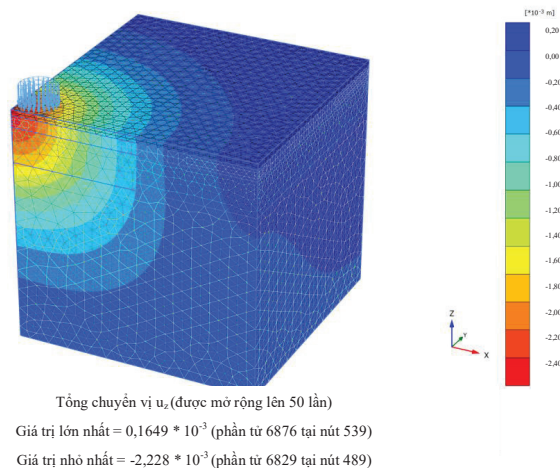 [*10⁻³ m]
0,20
0,00
-0,20
-0,40
-0,60
-0,80
-1,00
-1,20
-1,40
-1,60
-1,80
-2,00
-2,20
-2,40
Z
Y
X
Tổng chuyển vị u_z (được mở rộng lên 50 lần)
Giá trị lớn nhất = 0,1649 * 10⁻³ (phần tử 6876 tại nút 539)
Giá trị nhỏ nhất = -2,228 * 10⁻³ (phần tử 6829 tại nút 489)